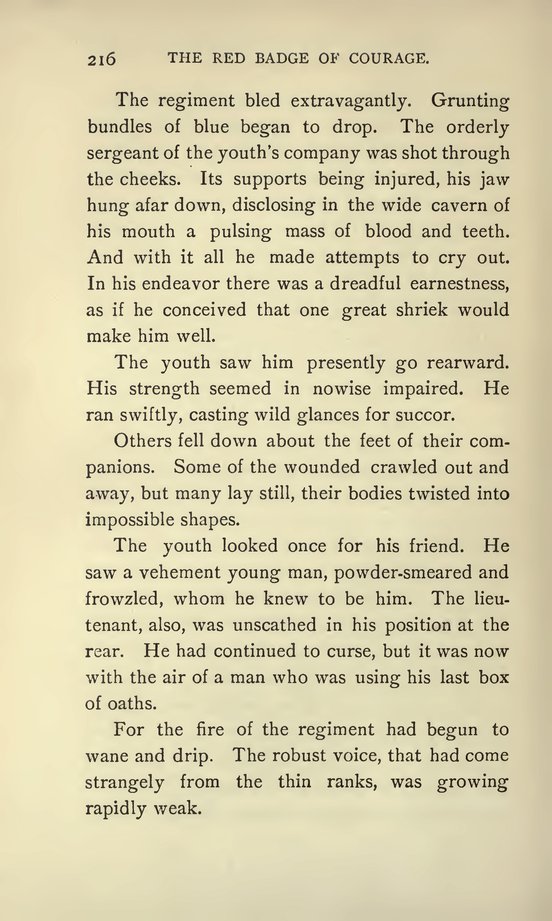 216 THE RED BADGE OF COURAGE.
The regiment bled extravagantly. Grunting
bundles of blue began to drop. The orderly
sergeant of the youth's company was shot through
the cheeks. Its supports being injured, his jaw
hung afar down, disclosing in the wide cavern of
his mouth a pulsing mass of blood and teeth.
And with it all he made attempts to cry out.
In his endeavor there was a dreadful earnestness,
as if he conceived that one great shriek would
make him well.
The youth saw him presently go rearward.
His strength seemed in nowise impaired. He
ran swiftly, casting wild glances for succor.
Others fell down about the feet of their com-
panions. Some of the wounded crawled out and
away, but many lay still, their bodies twisted into
impossible shapes.
The youth looked once for his friend. He
saw a vehement young man, powder-smeared and
frowzled, whom he knew to be him. The lieu-
tenant, also, was unscathed in his position at the
rear. He had continued to curse, but it was now
with the air of a man who was using his last box
of oaths.
For the fire of the regiment had begun to
wane and drip. The robust voice, that had come
strangely from the thin ranks, was growing
rapidly weak.